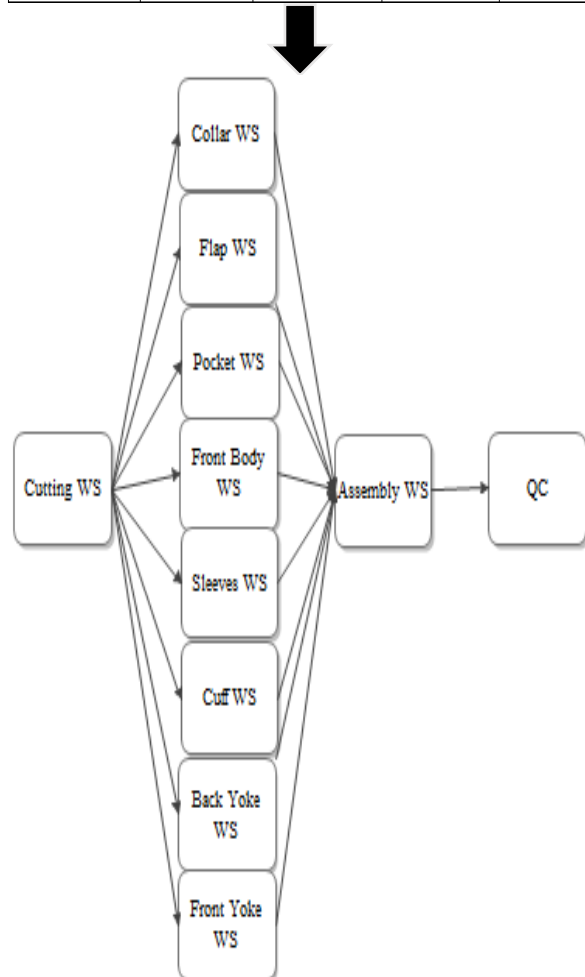 Collar WS
Flap WS
Pocket WS
Front Body
WS
Cutting WS
Assembly WS
QC
Sleeves WS
Cuff WS
Back Yoke
WS
Front Yoke
WS